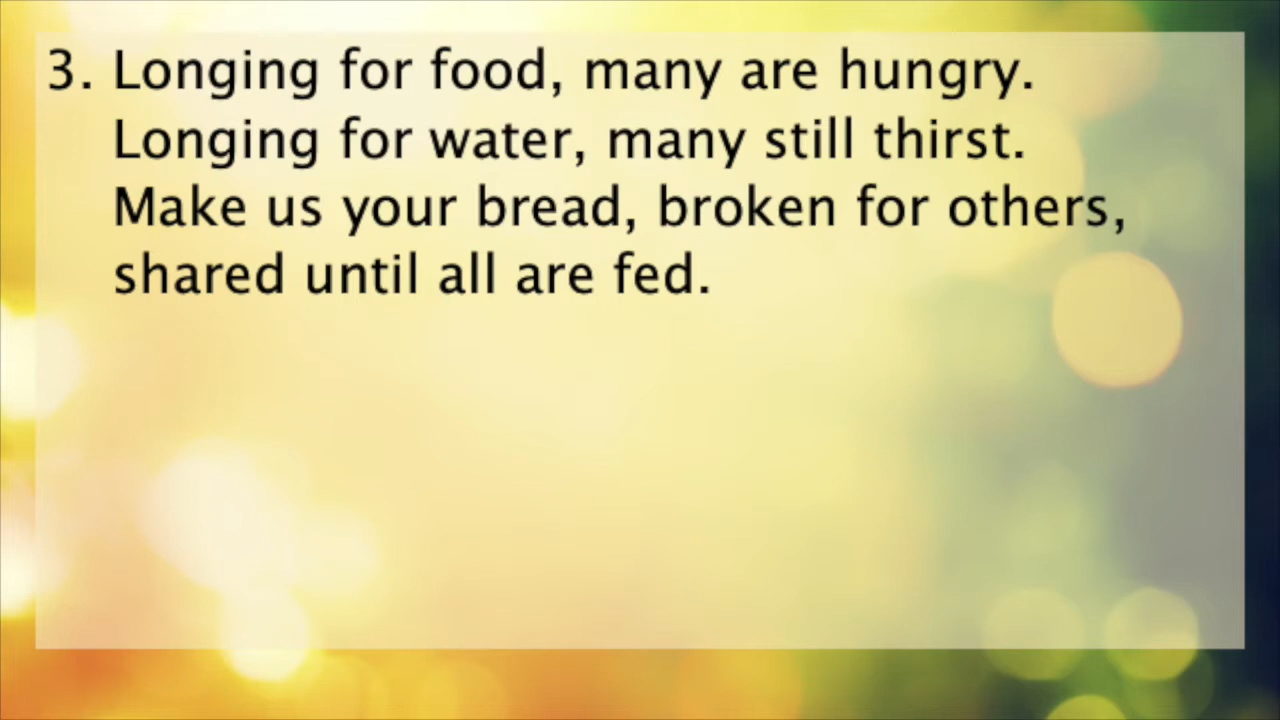 3. Longing for food, many are hungry.
Longing for water, many still thirst.
Make us your bread, broken for others,
shared until all are fed.